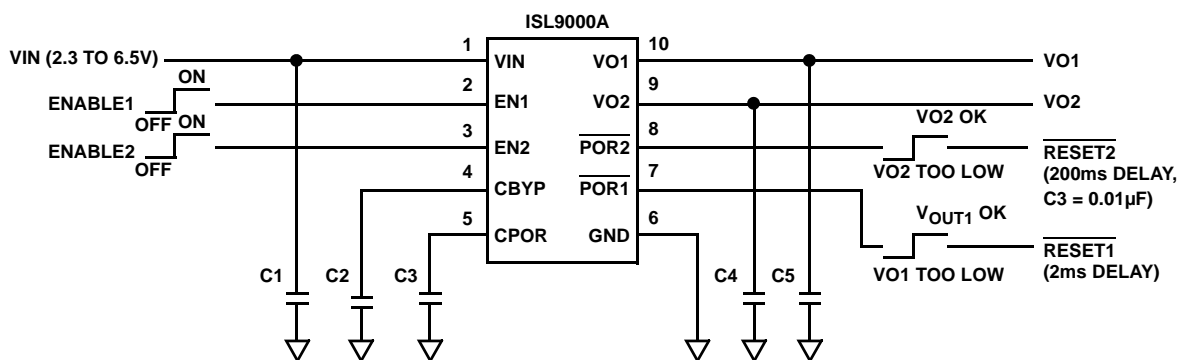 ISL9000A
VIN (2.3 TO 6.5V)
1
VIN
VO1
10
VO1
ON
ENABLE1
OFF
2
EN1
VO2
9
VO2
ON
ENABLE2
OFF
3
EN2
POR2
8
VO2 OK
VO2 TOO LOW
RESET2
(200ms DELAY,
C3 = 0.01µF)
4
CBYP
POR1
7
VOUT1 OK
VO1 TOO LOW
RESET1
(2ms DELAY)
5
CPOR
GND
6
C1
C2
C3
C4
C5